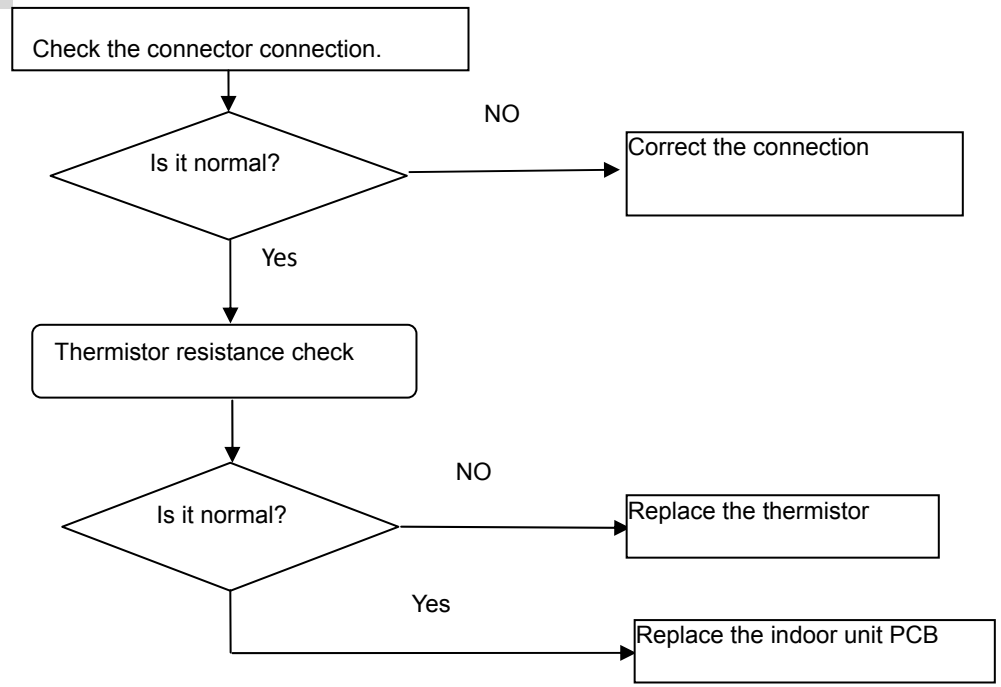 Check the connector connection.
NO
Is it normal?
Correct the connection
Yes
Thermistor resistance check
NO
Is it normal?
Replace the thermistor
Yes
Replace the indoor unit PCB